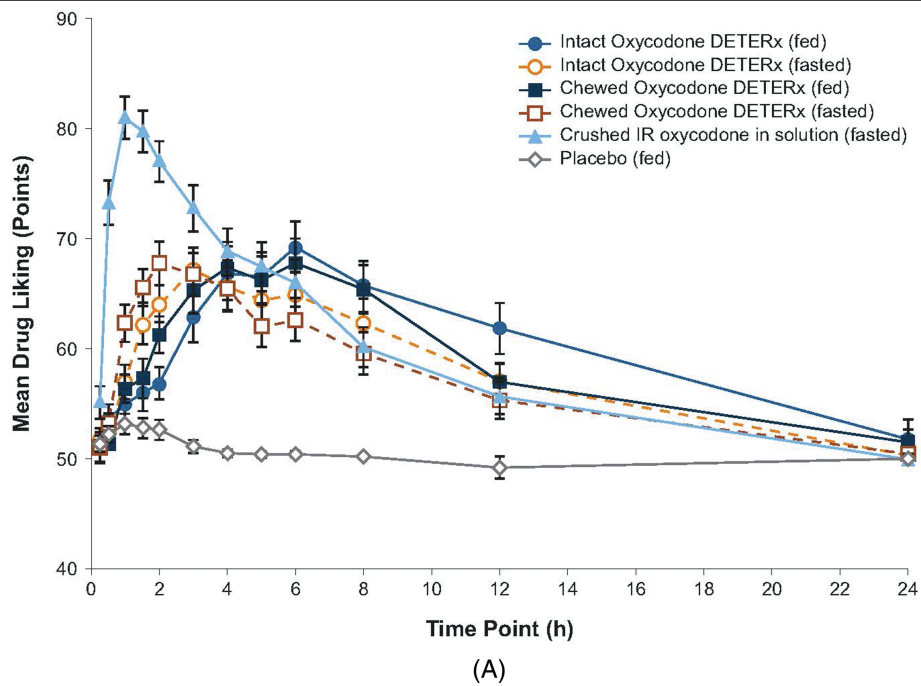 90
80
70
60
50
40
Mean Drug Liking (Points)
Intact Oxycodone DETERx (fed)
Intact Oxycodone DETERx (fasted)
Chewed Oxycodone DETERx (fed)
Chewed Oxycodone DETERx (fasted)
Crushed IR oxycodone in solution (fasted)
Placebo (fed)
0 2 4 6 8 10 12 14 16 18 20 22 24
Time Point (h)
(A)